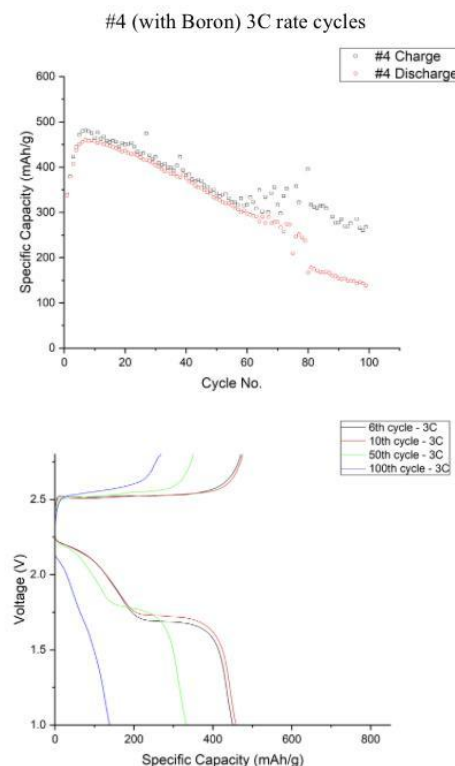 #4 (with Boron) 3C rate cycles
#4 Charge
#4 Discharge
600
500
400
300
200
100
0
Specific Capacity (mAh/g)
0 20 40 60 80 100
Cycle No.
6th cycle - 3C
10th cycle - 3C
50th cycle - 3C
100th cycle - 3C
2.5
2.0
1.5
1.0
Voltage (V)
0 200 400 600 800
Specific Capacity (mAh/g)